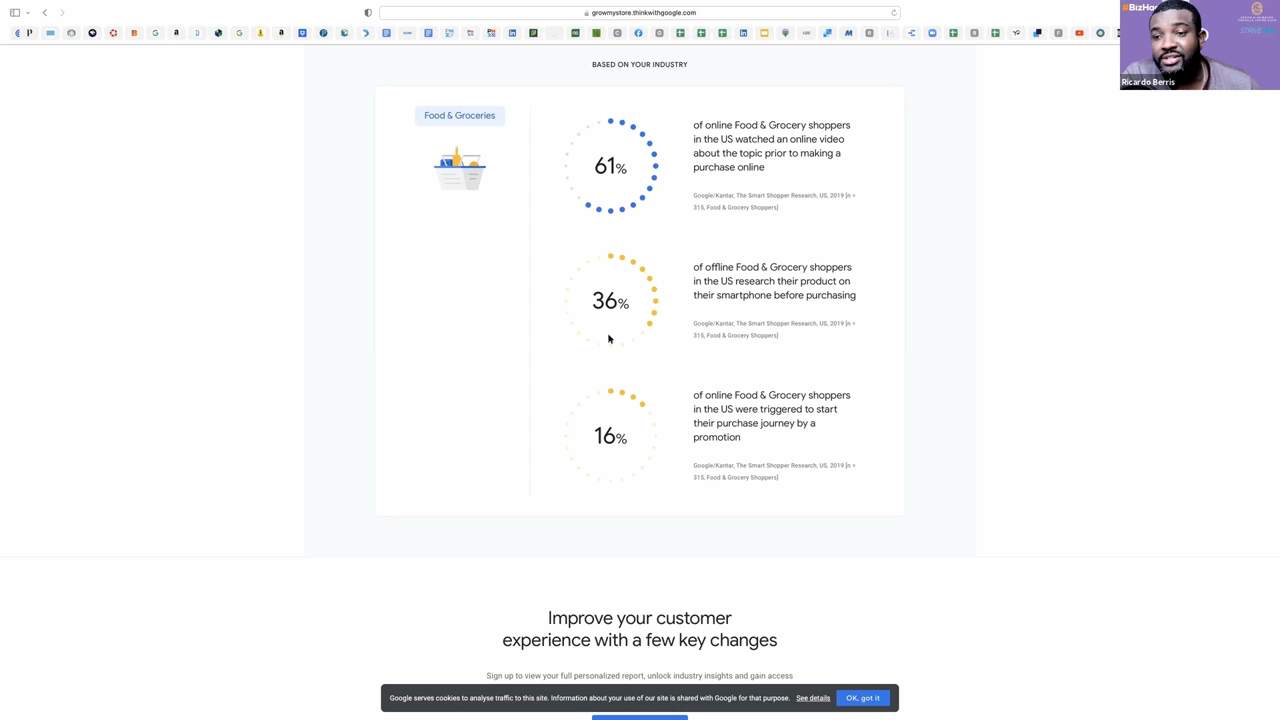 growmystore.thinkwithgoogle.com
#BizHa
Ricardo Berris
BASED ON YOUR INDUSTRY
Food & Groceries
61%
of online Food & Grocery shoppers
in the US watched an online video
about the topic prior to making a
purchase online
Google/Kantar, The Smart Shopper Research, US, 2019 [n =
315, Food & Grocery Shoppers]
36%
of offline Food & Grocery shoppers
in the US research their product on
their smartphone before purchasing
Google/Kantar, The Smart Shopper Research, US, 2019 [n =
315, Food & Grocery Shoppers]
16%
of online Food & Grocery shoppers
in the US were triggered to start
their purchase journey by a
promotion
Google/Kantar, The Smart Shopper Research, US, 2019 [n =
315, Food & Grocery Shoppers]
Improve your customer
experience with a few key changes
Sign up to view your full personalized report, unlock industry insights and gain access
Google serves cookies to analyse traffic to this site. Information about your use of our site is shared with Google for that purpose. See details OK, got it